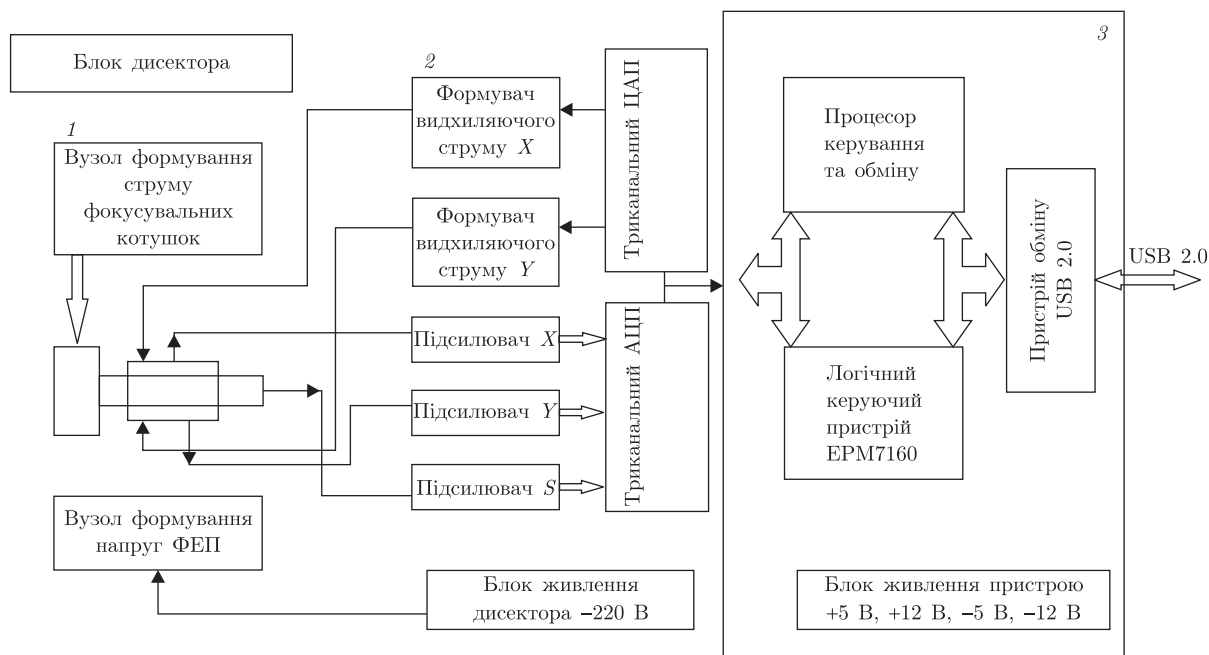 Блок дисектора
1
Вузол формування
струму
фокусувальних
котушок
2
Формувач
видхиляючого
струму X
Формувач
видхиляючого
струму Y
Підсилювач X
Підсилювач Y
Підсилювач S
Триканальний ЦАП
Триканальний АЦП
3
Процесор
керування
та обміну
Логічний
керуючий
пристрій
EPM7160
Пристрій обміну
USB 2.0
USB 2.0
Вузол формування
напруг ФЕП
Блок живлення
дисектора –220 В
Блок живлення пристрою
+5 В, +12 В, –5 В, –12 В